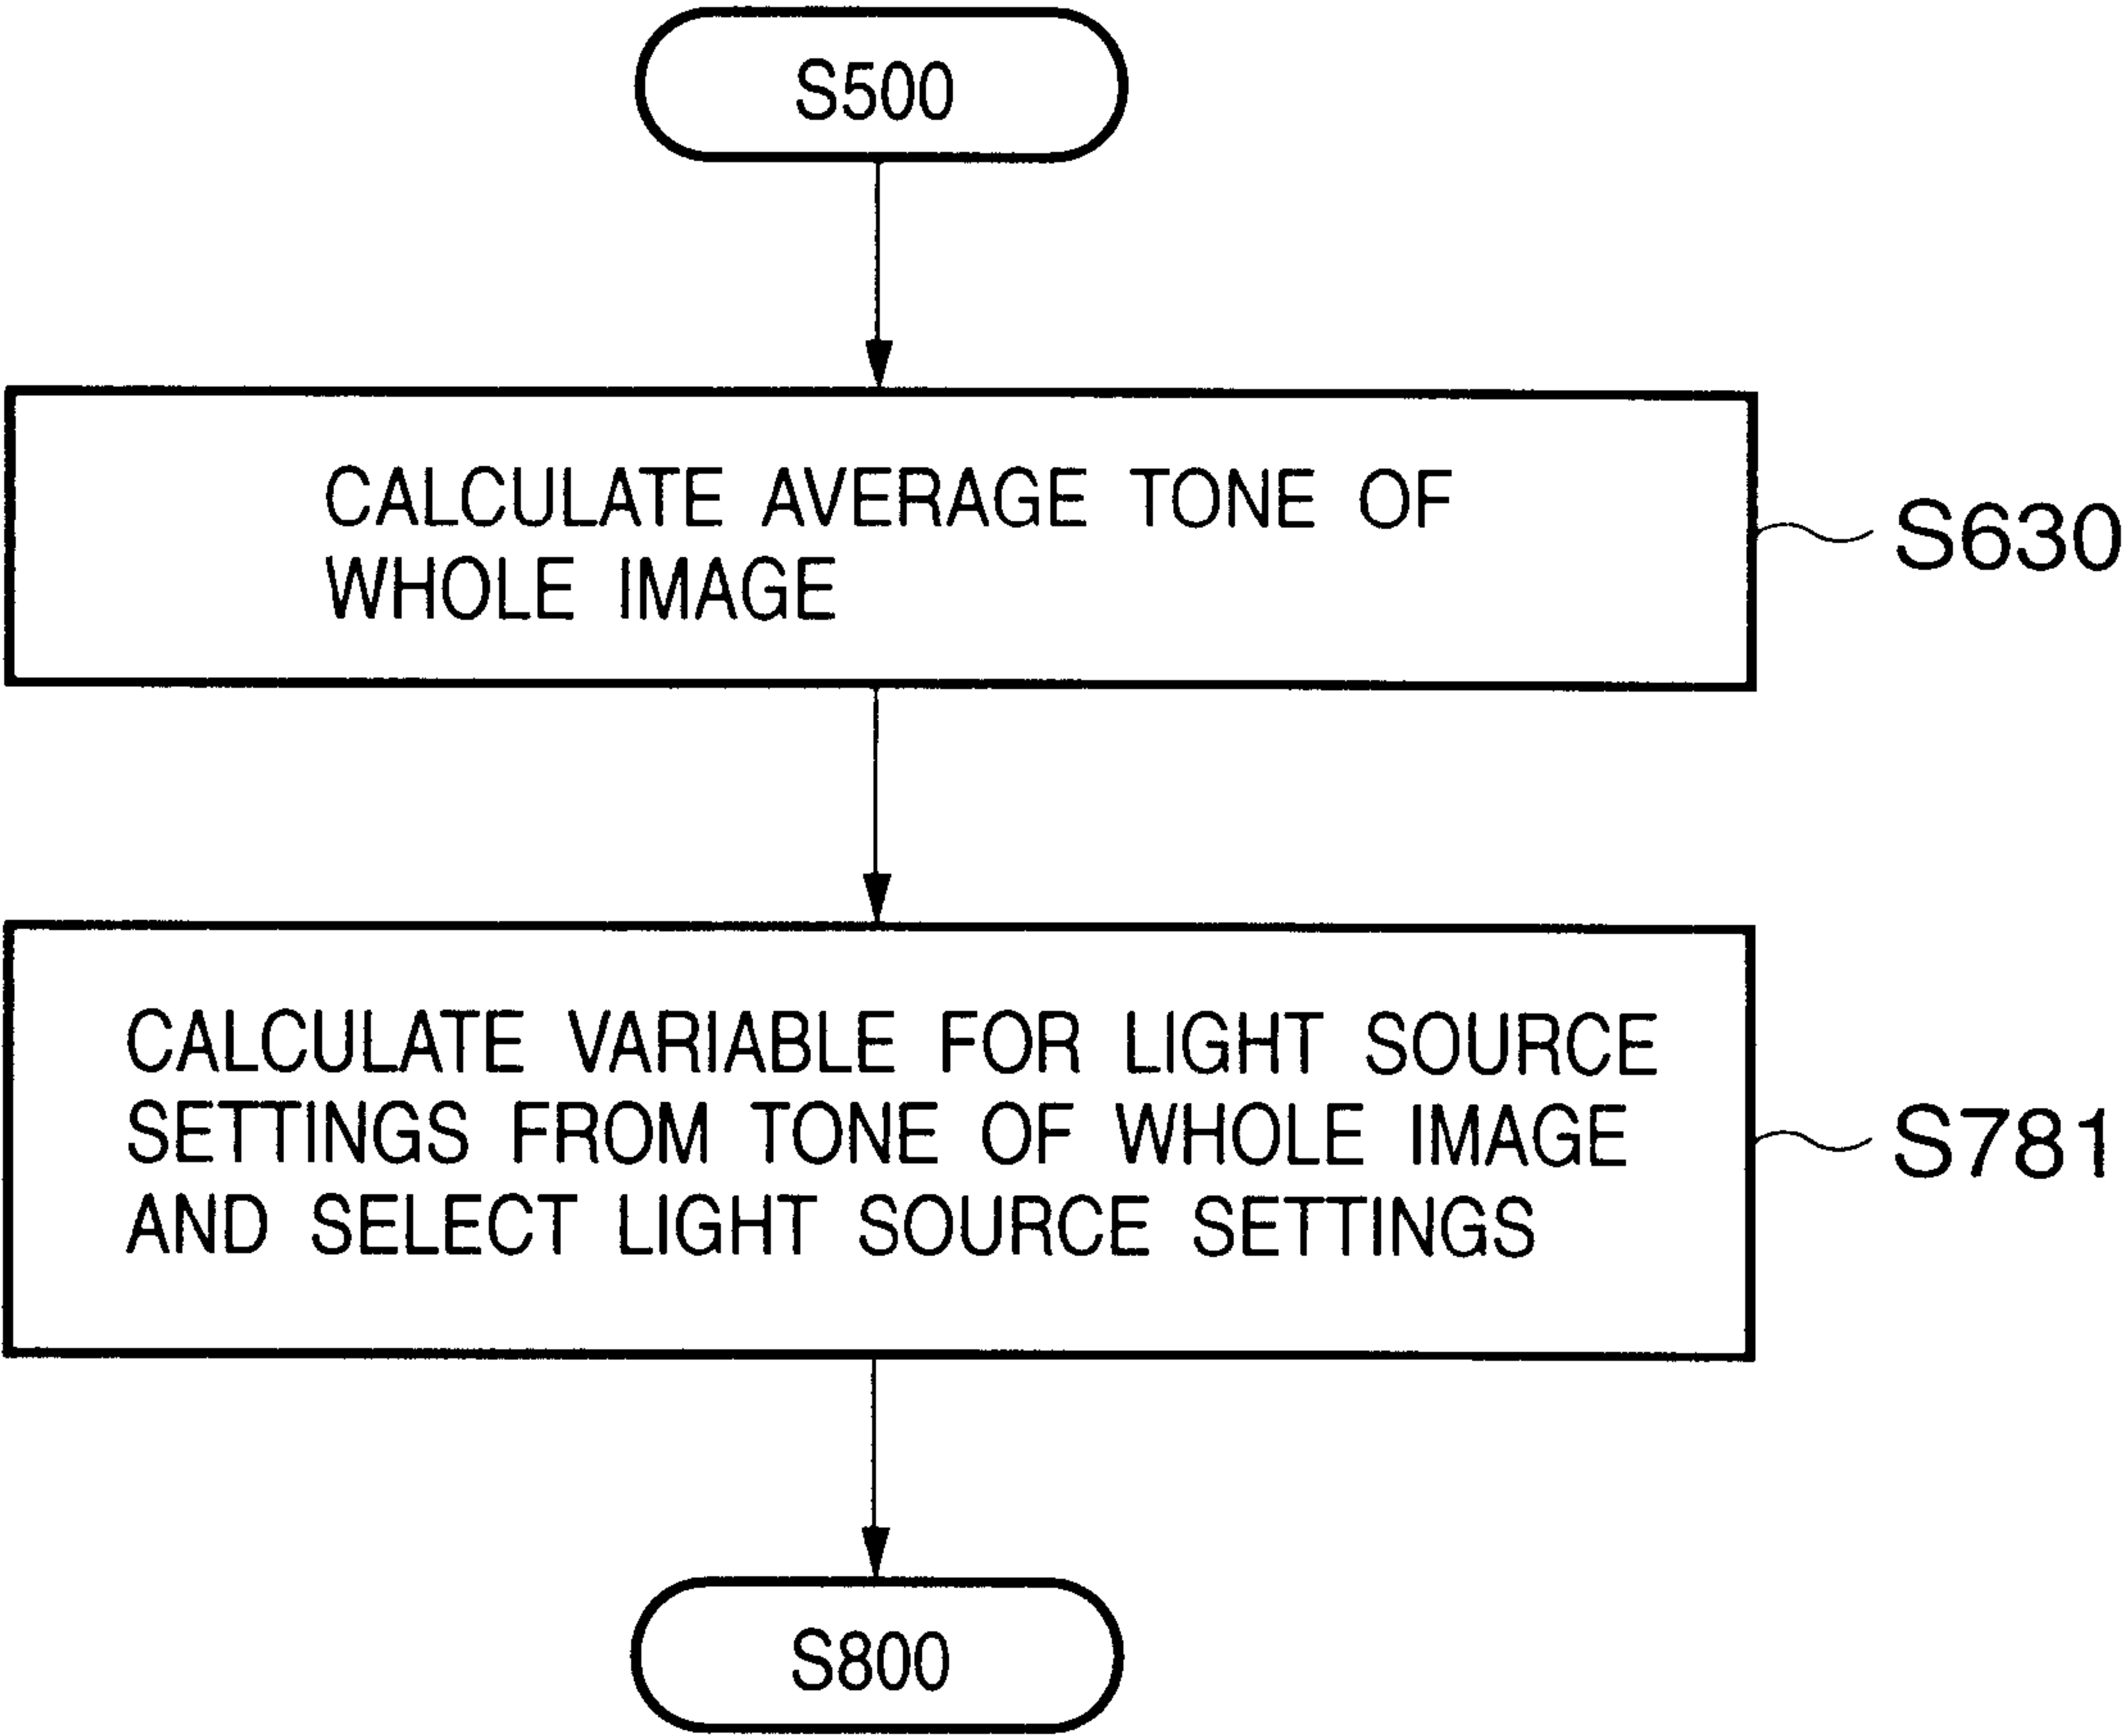 S500
CALCULATE AVERAGE TONE OF
WHOLE IMAGE
S630
CALCULATE VARIABLE FOR LIGHT SOURCE
SETTINGS FROM TONE OF WHOLE IMAGE
AND SELECT LIGHT SOURCE SETTINGS
S781
S800